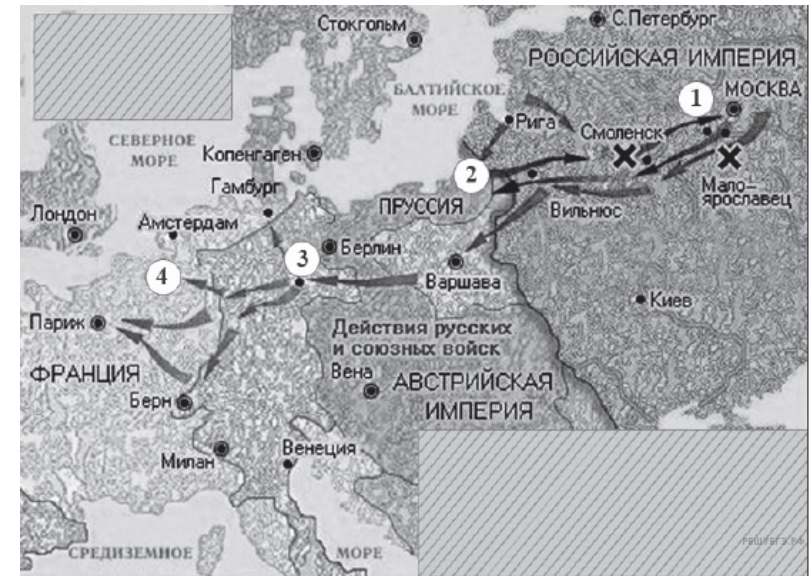 Стокгольм
С.Петербург
РОССИЙСКАЯ ИМПЕРИЯ
БАЛТИЙСКОЕ
МОРЕ
1
МОСКВА
Рига
Смоленск
СЕВЕРНОЕ
МОРЕ
Копенгаген
2
Гамбург
ПРУССИЯ
Мало-
ярославец
Вильнюс
Лондон
Амстердам
Берлин
3
4
Варшава
Киев
Париж
Действия русских
и союзных войск
ФРАНЦИЯ
Вена
АВСТРИЙСКАЯ
ИМПЕРИЯ
Берн
Милан
Венеция
СРЕДИЗЕМНОЕ
МОРЕ
РЕШУЕГЭ.РФ